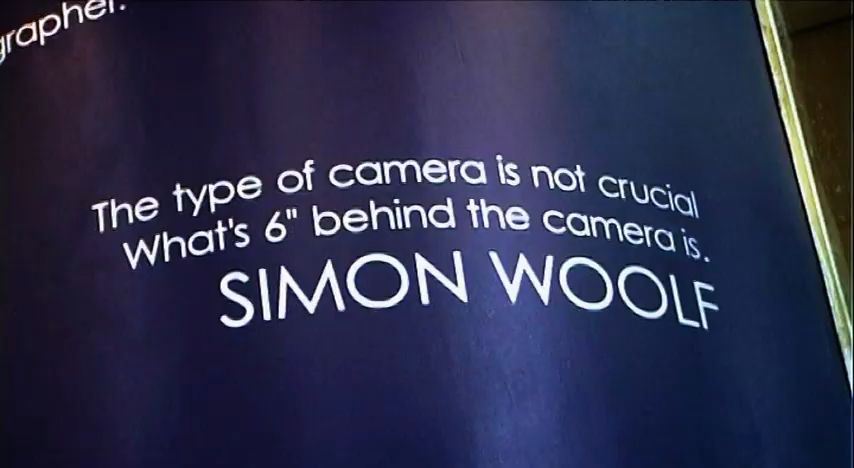 grapher.
The type of camera is not crucial
What's 6" behind the camera is.
SIMON WOOLF